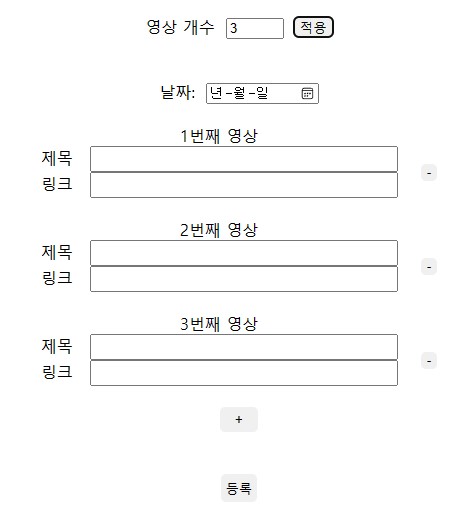 영상 개수 3 적용
날짜: 년-월-일
1번째 영상
제목
링크
-
2번째 영상
제목
링크
-
3번째 영상
제목
링크
-
+
등록